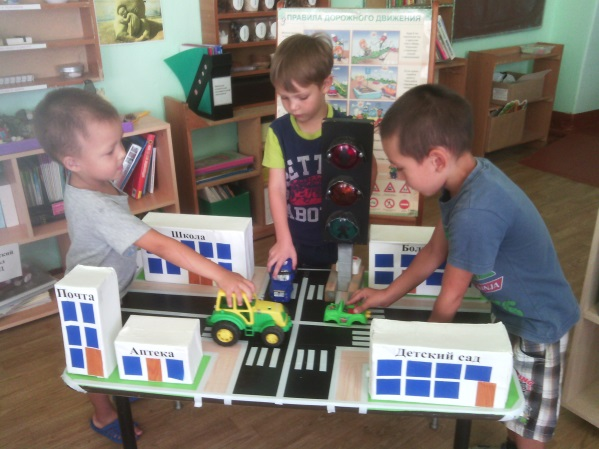 ПРАВИЛА ДОРОЖНОГО ДВИЖЕНИЯ
Школа
Почта
Аптека
Детский сад